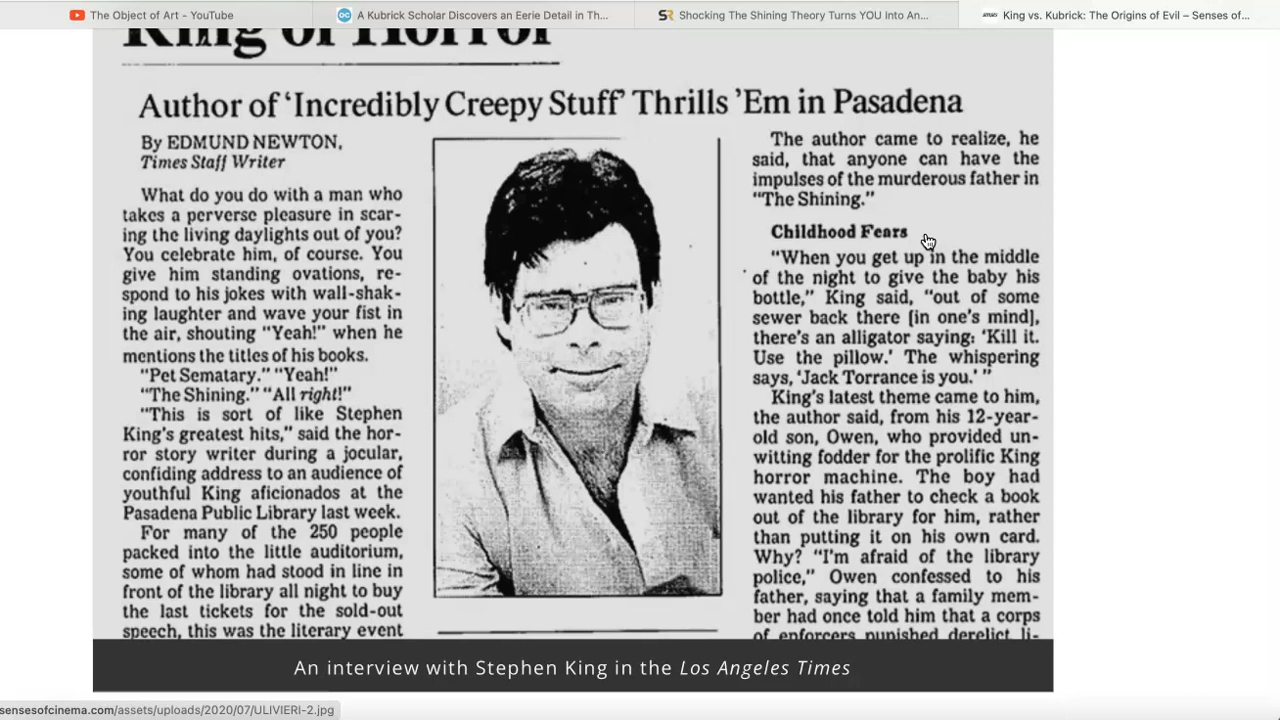 The Object of Art - YouTube
A Kubrick Scholar Discovers an Eerie Detail in Th...
Shocking The Shining Theory Turns YOU Into An...
King vs. Kubrick: The Origins of Evil – Senses of...
King of Horror
Author of ‘Incredibly Creepy Stuff’ Thrills ’Em in Pasadena
By EDMUND NEWTON,
Times Staff Writer
What do you do with a man who
takes a perverse pleasure in scar-
ing the living daylights out of you?
You celebrate him, of course. You
give him standing ovations, re-
spond to his jokes with wall-shak-
ing laughter and wave your fist in
the air, shouting “Yeah!” when he
mentions the titles of his books.
“Pet Sematary.” “Yeah!”
“The Shining.” “All right!”
“This is sort of like Stephen
King’s greatest hits,” said the hor-
ror story writer during a jocular,
confiding address to an audience of
youthful King aficionados at the
Pasadena Public Library last week.
For many of the 250 people
packed into the little auditorium,
some of whom had stood in line in
front of the library all night to buy
the last tickets for the sold-out
speech, this was the literary event
The author came to realize, he
said, that anyone can have the
impulses of the murderous father in
“The Shining.”
Childhood Fears
“When you get up in the middle
of the night to give the baby his
bottle,” King said, “out of some
sewer back there [in one’s mind],
there’s an alligator saying: ‘Kill it.
Use the pillow.’ The whispering
says, ‘Jack Torrance is you.’ ”
King’s latest theme came to him,
the author said, from his 12-year-
old son, Owen, who provided un-
witting fodder for the prolific King
horror machine. The boy had
wanted his father to check a book
out of the library for him, rather
than putting it on his own card.
Why? “I’m afraid of the library
police,” Owen confessed to his
father, saying that a family mem-
ber had once told him that a corps
of enforcers punished derelict li-
An interview with Stephen King in the Los Angeles Times
sensesofcinema.com/assets/uploads/2020/07/ULIVIERI-2.jpg